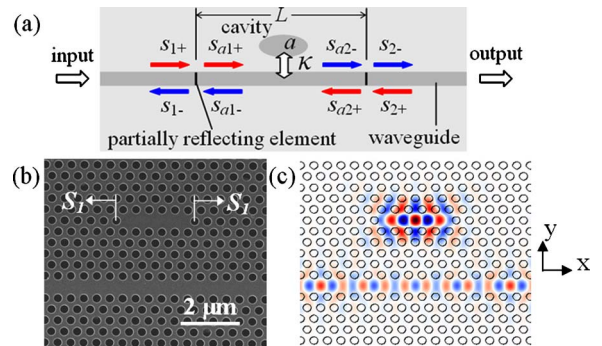 (a)
L
cavity
a
κ
input
s1+ sa1+ sa2- s2-
output
s1- sa1- sa2+ s2+
partially reflecting element
waveguide
(b)
S1 S1
2 μm
(c)
y
x